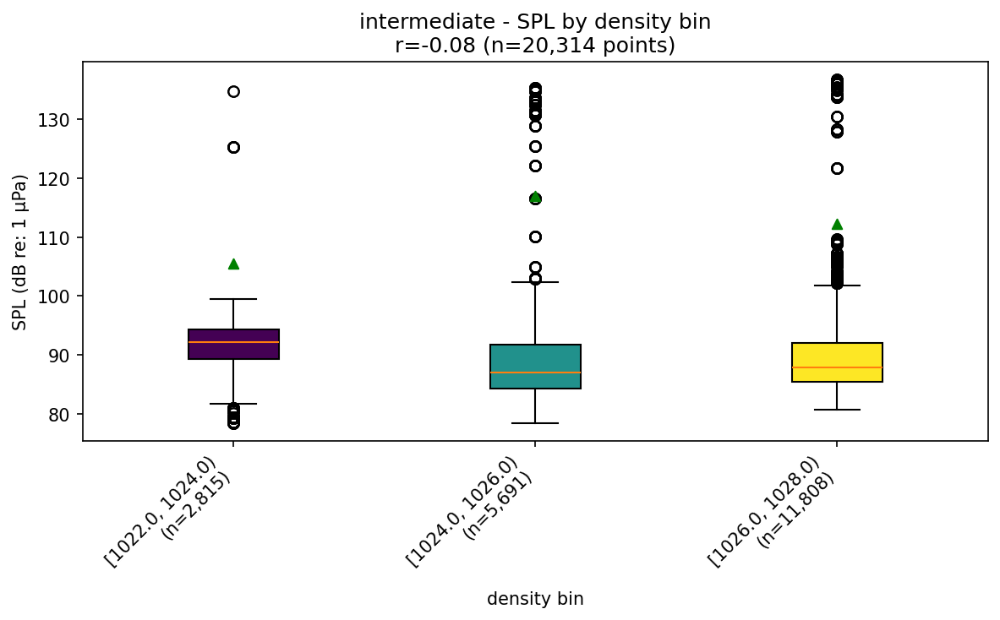 intermediate - SPL by density bin
r=-0.08 (n=20,314 points)
SPL (dB re: 1 µPa)
130
120
110
100
90
80
[1022.0, 1024.0)
(n=2,815)
[1024.0, 1026.0)
(n=5,691)
[1026.0, 1028.0)
(n=11,808)
density bin